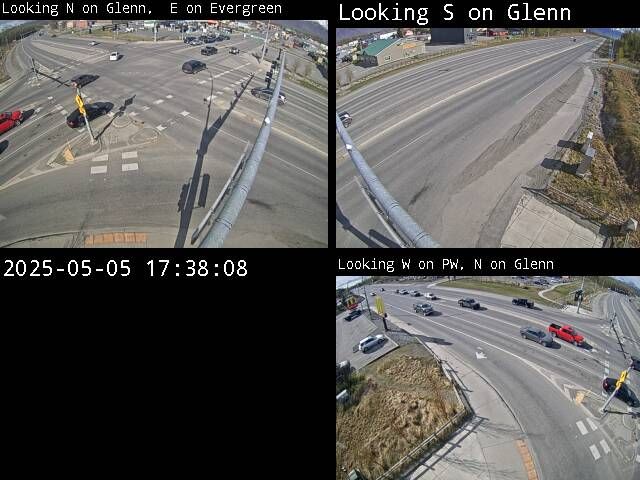 Looking N on Glenn, E on Evergreen
Looking S on Glenn
2025-05-05 17:38:08
Looking W on PW, N on Glenn